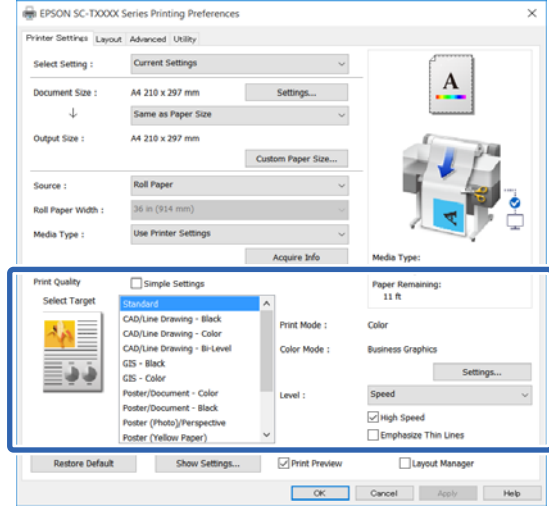 EPSON SC-TXXXX Series Printing Preferences
Printer Settings Layout Advanced Utility
Select Setting : Current Settings
Document Size : A4 210 x 297 mm Settings...
Same as Paper Size
Output Size : A4 210 x 297 mm
Custom Paper Size...
Source : Roll Paper
Roll Paper Width : 36 in (914 mm)
Media Type : Use Printer Settings
Acquire Info
A
Media Type:
Paper Remaining:
11 ft
Print Quality Simple Settings
Select Target
Standard
CAD/Line Drawing - Black
CAD/Line Drawing - Color
CAD/Line Drawing - Bi-Level
GIS - Black
GIS - Color
Poster/Document - Color
Poster/Document - Black
Poster (Photo)/Perspective
Poster (Yellow Paper)
Print Mode : Color
Color Mode : Business Graphics
Settings...
Level : Speed
High Speed
Emphasize Thin Lines
Restore Default Show Settings... Print Preview Layout Manager
OK Cancel Apply Help